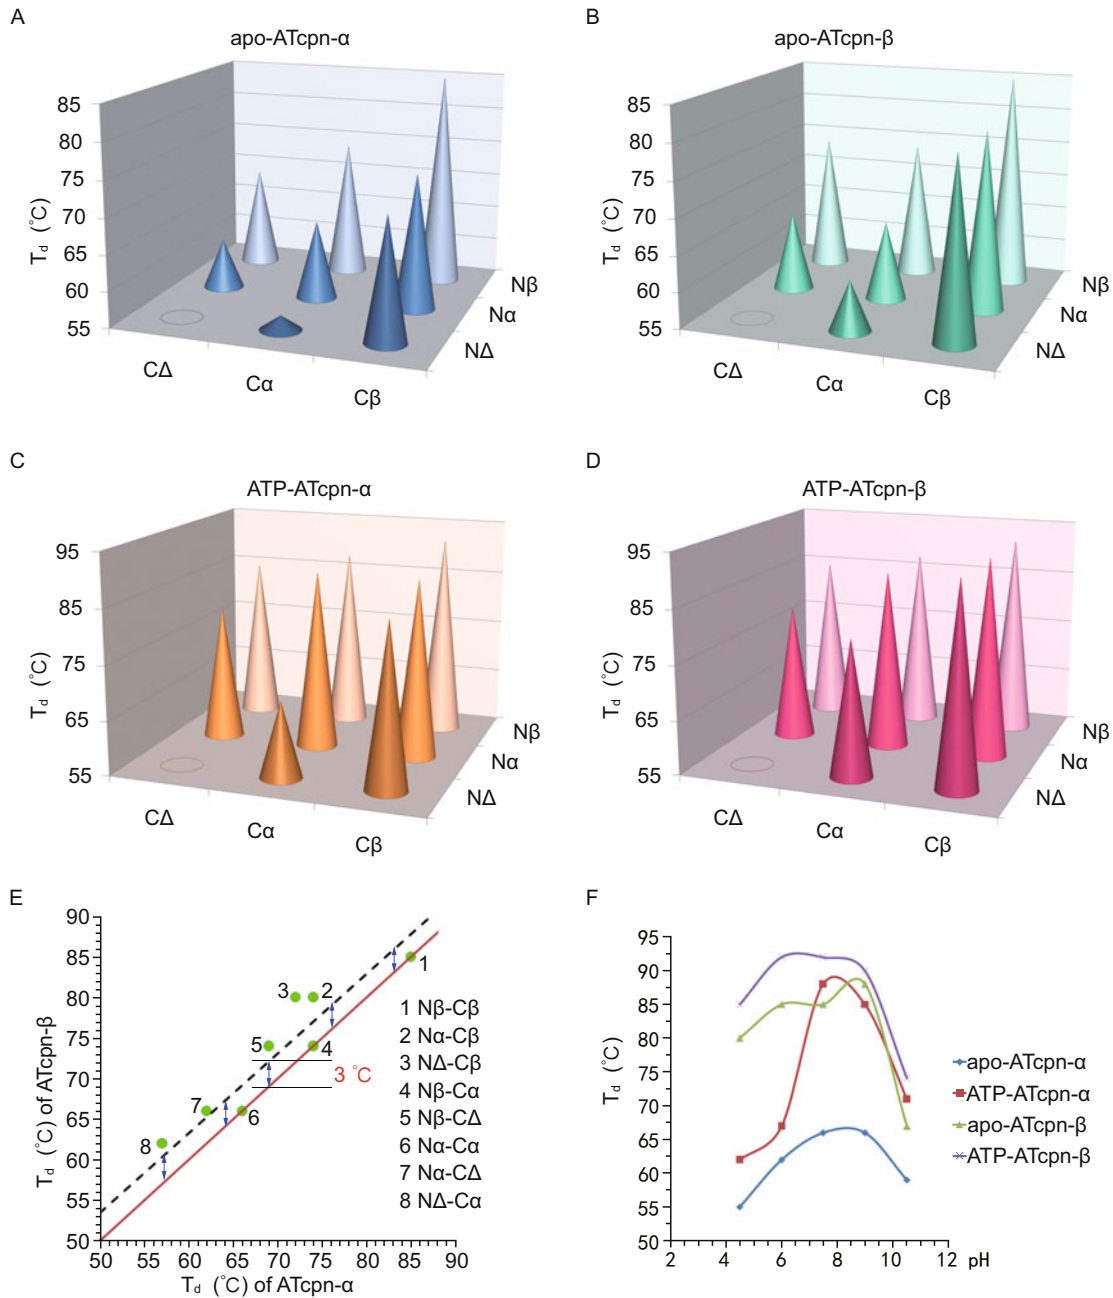 A
apo-ATcpn-α
85
80
75
70
65
60
55
T_d (°C)
CΔ
Cα
Cβ
NΔ
Nα
Nβ
B
apo-ATcpn-β
85
80
75
70
65
60
55
T_d (°C)
CΔ
Cα
Cβ
NΔ
Nα
Nβ
C
ATP-ATcpn-α
95
85
75
65
55
T_d (°C)
CΔ
Cα
Cβ
NΔ
Nα
Nβ
D
ATP-ATcpn-β
95
85
75
65
55
T_d (°C)
CΔ
Cα
Cβ
NΔ
Nα
Nβ
E
90
85
80
75
70
65
60
55
50
T_d (°C) of ATcpn-β
1
3
2
5
4
3 °C
7
6
8
1 Nβ-Cβ
2 Nα-Cβ
3 NΔ-Cβ
4 Nβ-Cα
5 Nβ-CΔ
6 Nα-Cα
7 Nα-CΔ
8 NΔ-Cα
50 55 60 65 70 75 80 85 90
T_d (°C) of ATcpn-α
F
95
90
85
80
75
70
65
60
55
50
T_d (°C)
2 4 6 8 10 12
pH
apo-ATcpn-α
ATP-ATcpn-α
apo-ATcpn-β
ATP-ATcpn-β